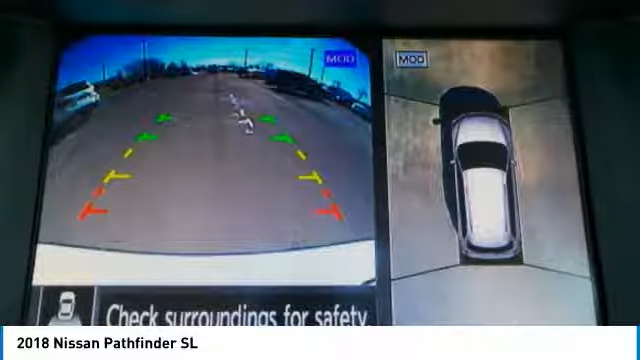 MOD
MOD
Check surroundings for safety.
2018 Nissan Pathfinder SL